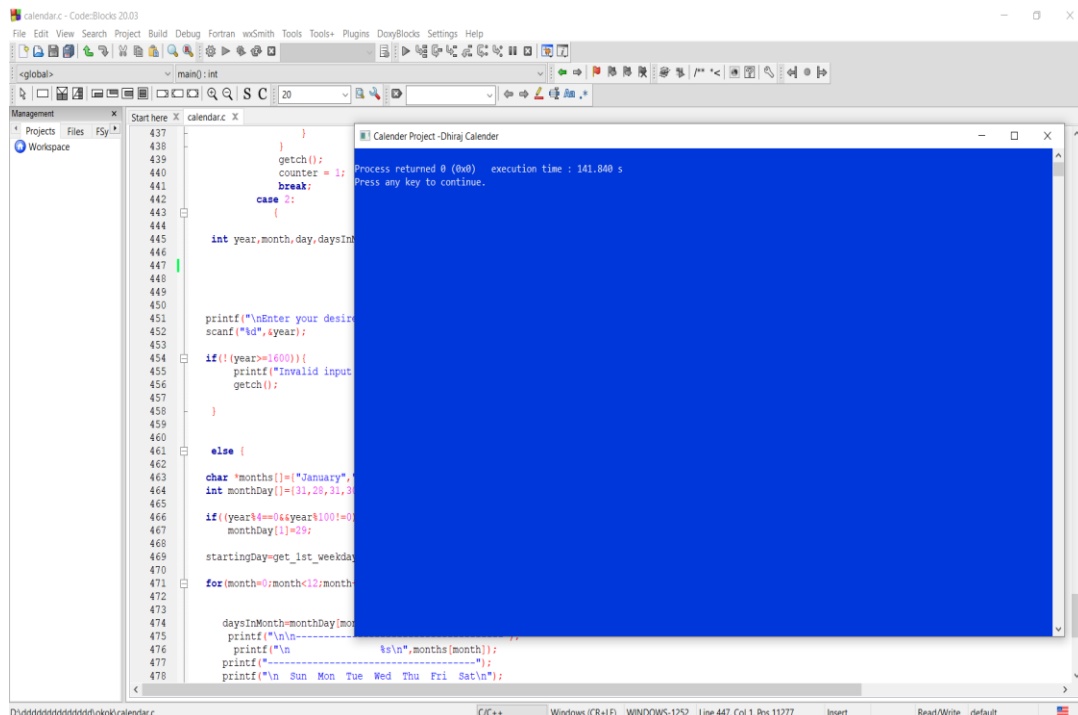 calendar.c - Code::Blocks 20.03
File Edit View Search Project Build Debug Fortran wxSmith Tools Tools+ Plugins DoxyBlocks Settings Help
<global> main() : int
S C 20
Management
Projects Files FSy
Workspace
Start here X calendar.c X
437 }
438 }
439 getch();
440 counter = 1;
441 break;
442 case 2:
443 {
444
445 int year,month,day,daysInM
446
447
448
449
450
451 printf("\nEnter your desire
452 scanf("%d",&year);
453
454 if(!(year>=1600)){
455 printf("Invalid input
456 getch();
457
458 }
459
460
461 else {
462
463 char *months[]={"January","
464 int monthDay[]={31,28,31,30
465
466 if((year%4==0&&year%100!=0)
467 monthDay[1]=29;
468
469 startingDay=get_1st_weekday
470
471 for(month=0;month<12;month+
472
473
474 daysInMonth=monthDay[mon
475 printf("\n\n------------------------------------");
476 printf("\n %s\n",months[month]);
477 printf("------------------------------------");
478 printf("\n Sun Mon Tue Wed Thu Fri Sat\n");
Calender Project -Dhiraj Calender
Process returned 0 (0x0) execution time : 141.840 s
Press any key to continue.
D:\dddddddddddddd\okok\calendar.c C/C++ Windows (CR+LF) WINDOWS-1252 Line 447, Col 1, Pos 11277 Insert Read/Write default